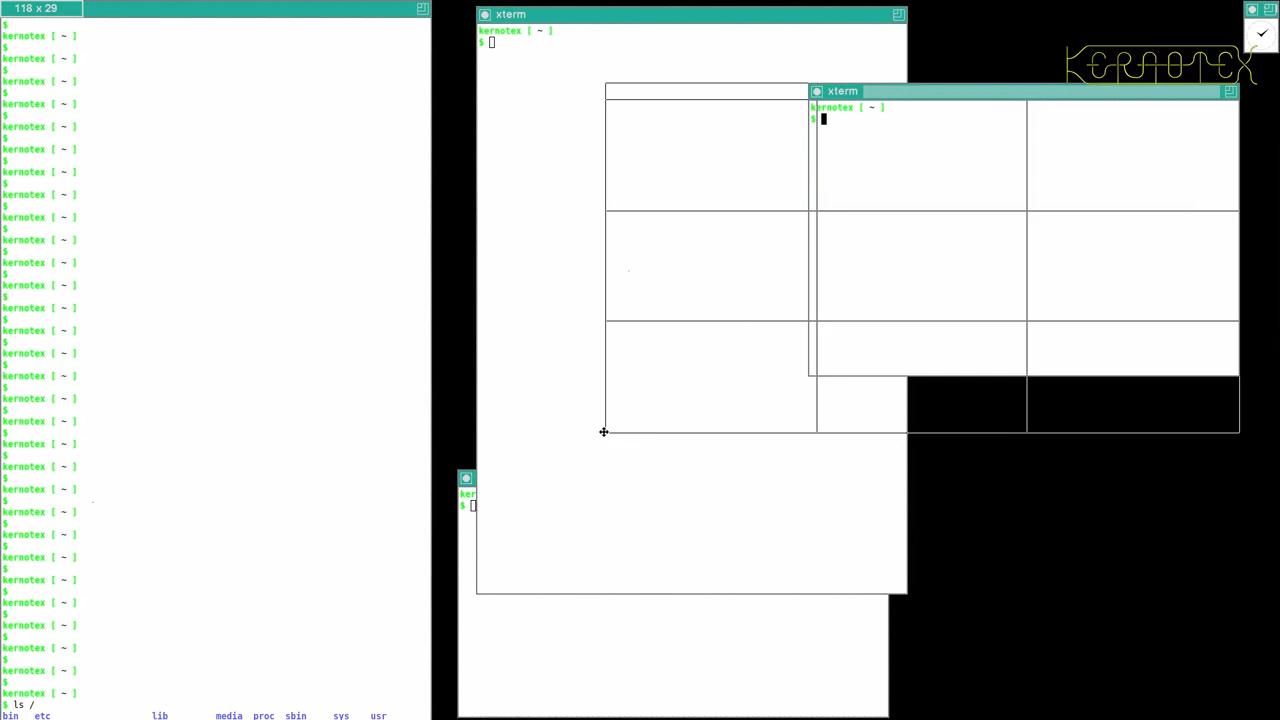 118 x 29
$
kernotex [ ~ ]
$
kernotex [ ~ ]
$
kernotex [ ~ ]
$
kernotex [ ~ ]
$
kernotex [ ~ ]
$
kernotex [ ~ ]
$
kernotex [ ~ ]
$
kernotex [ ~ ]
$
kernotex [ ~ ]
$
kernotex [ ~ ]
$
kernotex [ ~ ]
$
kernotex [ ~ ]
$
kernotex [ ~ ]
$
kernotex [ ~ ]
$
kernotex [ ~ ]
$
kernotex [ ~ ]
$
kernotex [ ~ ]
$
kernotex [ ~ ]
$
kernotex [ ~ ]
$
kernotex [ ~ ]
$
kernotex [ ~ ]
$
kernotex [ ~ ]
$
kernotex [ ~ ]
$
kernotex [ ~ ]
$
kernotex [ ~ ]
$
kernotex [ ~ ]
$
kernotex [ ~ ]
$
kernotex [ ~ ]
$
kernotex [ ~ ]
$
kernotex [ ~ ]
$ ls /
bin etc lib media proc sbin sys usr
xterm
kernotex [ ~ ]
$
KERNOTEX
xterm
kernotex [ ~ ]
$
ker
$